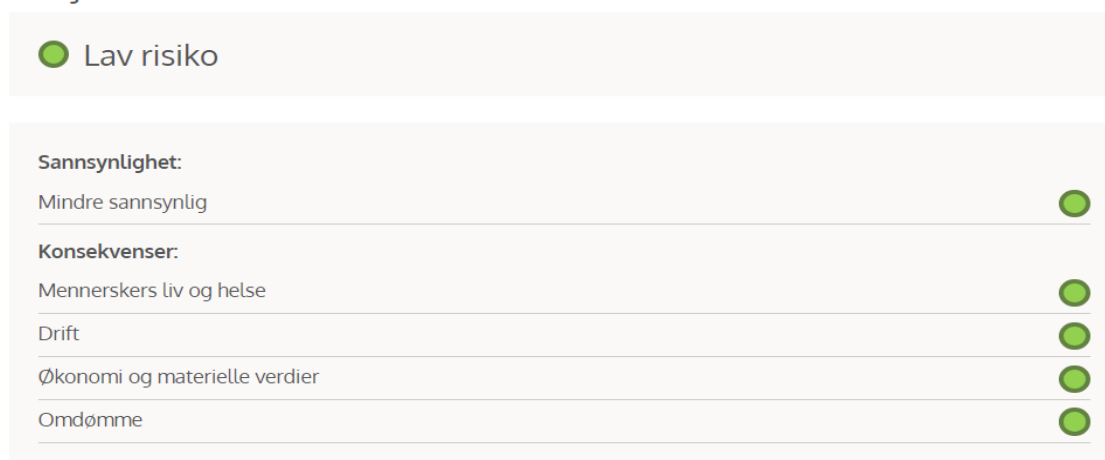 Lav risiko
Sannsynlighet:
Mindre sannsynlig
Konsekvenser:
Mennerskers liv og helse
Drift
Økonomi og materielle verdier
Omdømme